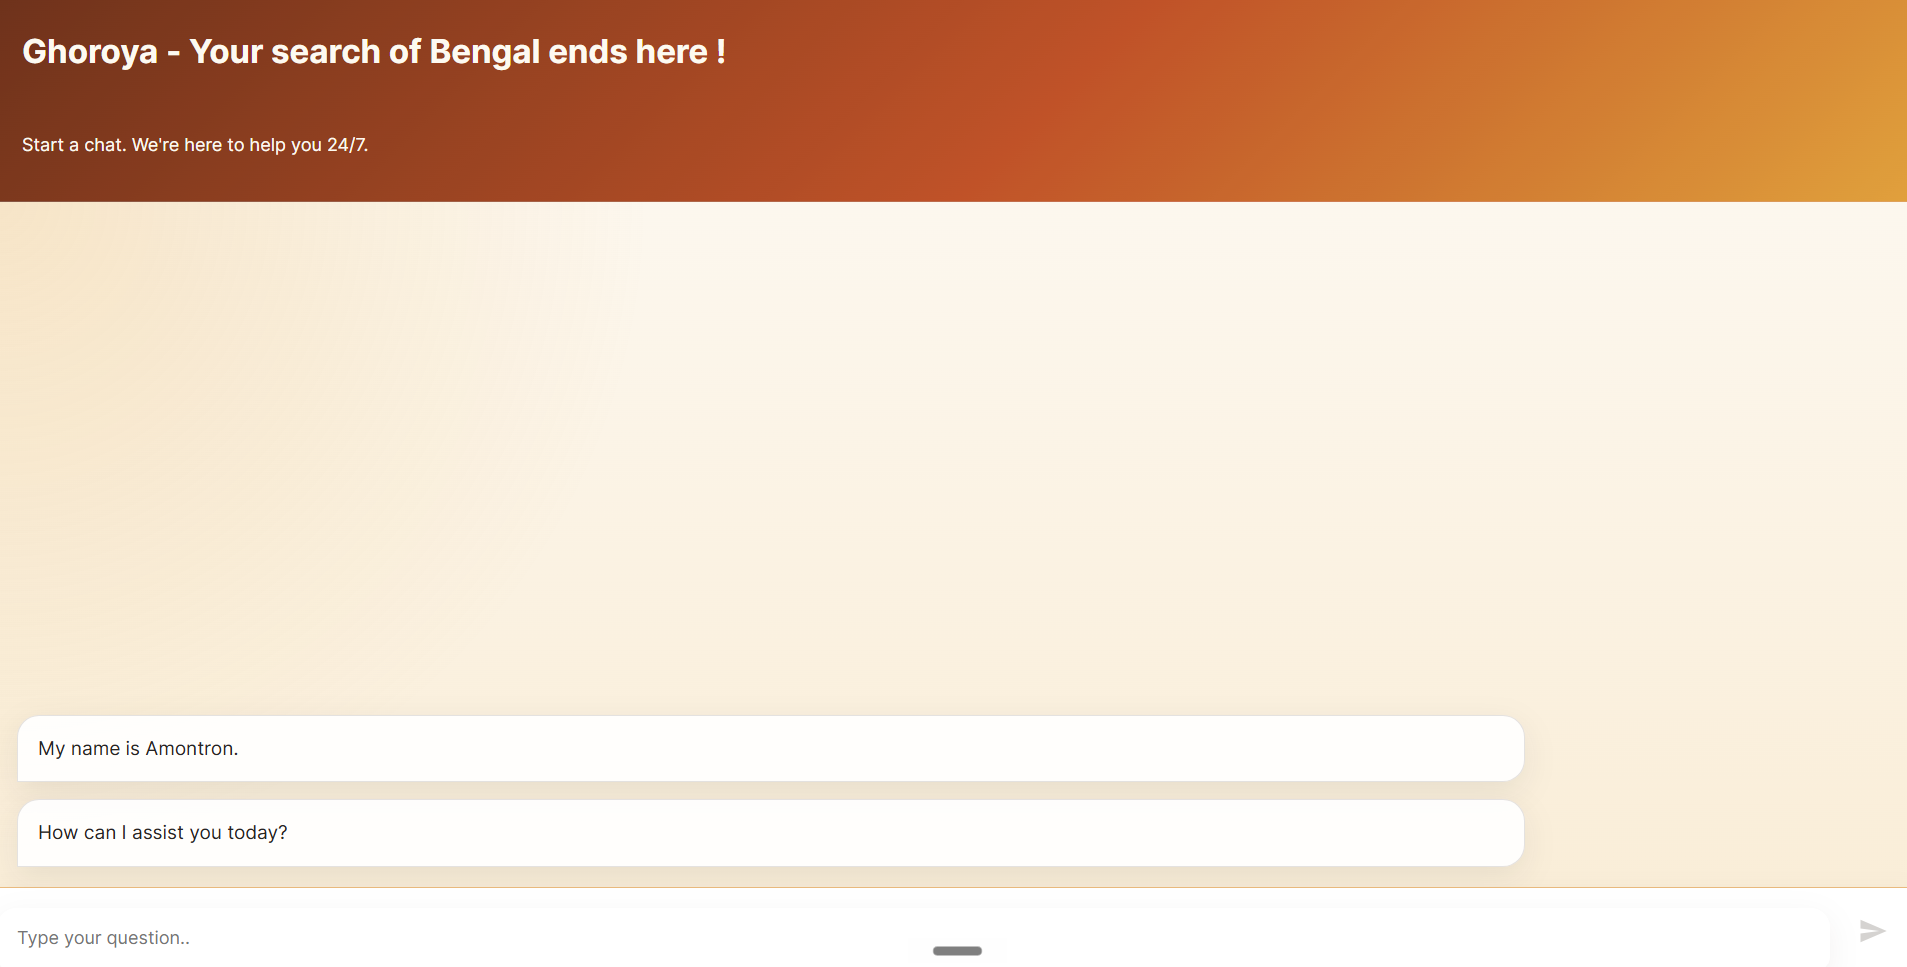 Ghoroya - Your search of Bengal ends here !
Start a chat. We're here to help you 24/7.
My name is Amontron.
How can I assist you today?
Type your question..